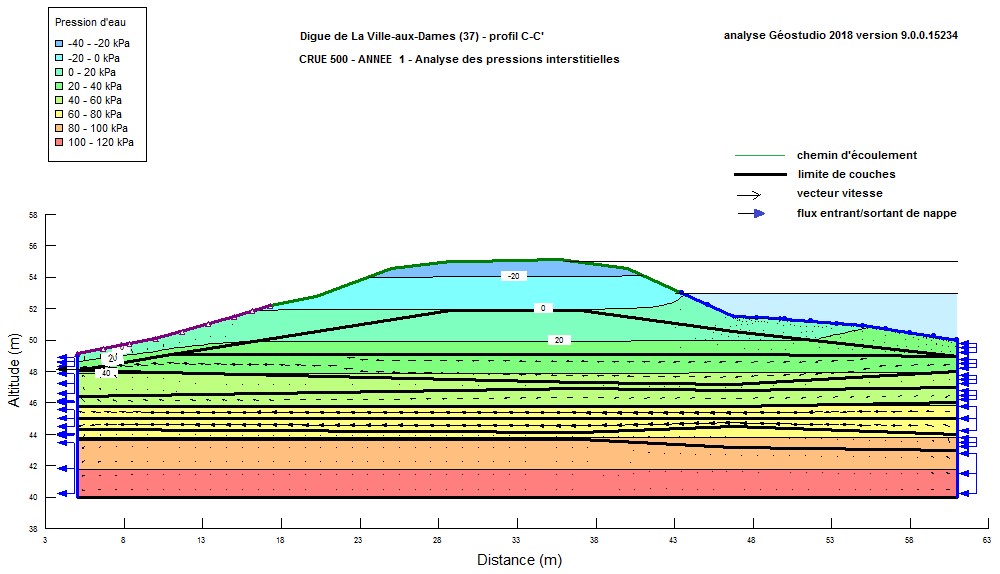 Pression d'eau
-40 - -20 kPa
-20 - 0 kPa
0 - 20 kPa
20 - 40 kPa
40 - 60 kPa
60 - 80 kPa
80 - 100 kPa
100 - 120 kPa
Digue de La Ville-aux-Dames (37) - profil C-C'
CRUE 500 - ANNEE 1 - Analyse des pressions interstitielles
analyse Géostudio 2018 version 9.0.0.15234
chemin d'écoulement
limite de couches
vecteur vitesse
flux entrant/sortant de nappe
58
56
54
52
50
48
46
44
42
40
38
Altitude (m)
-20
0
20
20
40
3
8
13
18
23
28
33
38
43
48
53
58
63
Distance (m)